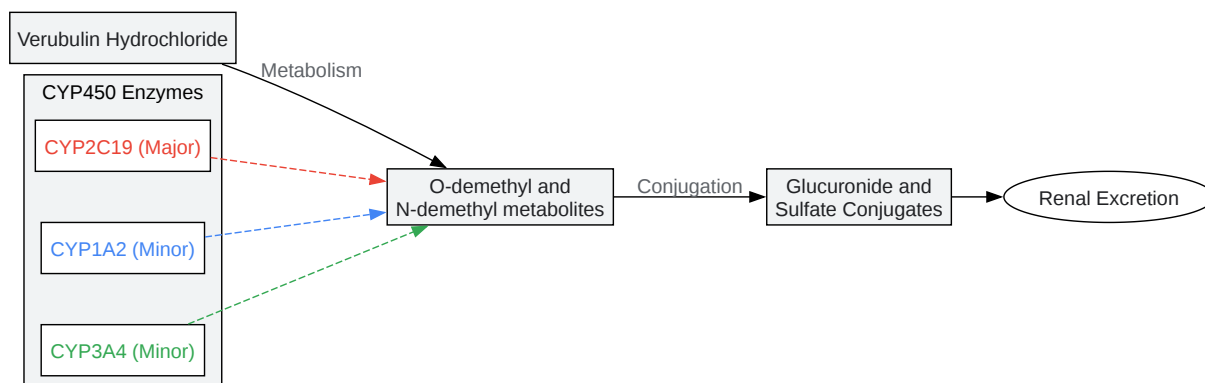 Verubulin Hydrochloride
Metabolism
CYP450 Enzymes
CYP2C19 (Major)
CYP1A2 (Minor)
CYP3A4 (Minor)
O-demethyl and
N-demethyl metabolites
Conjugation
Glucuronide and
Sulfate Conjugates
Renal Excretion